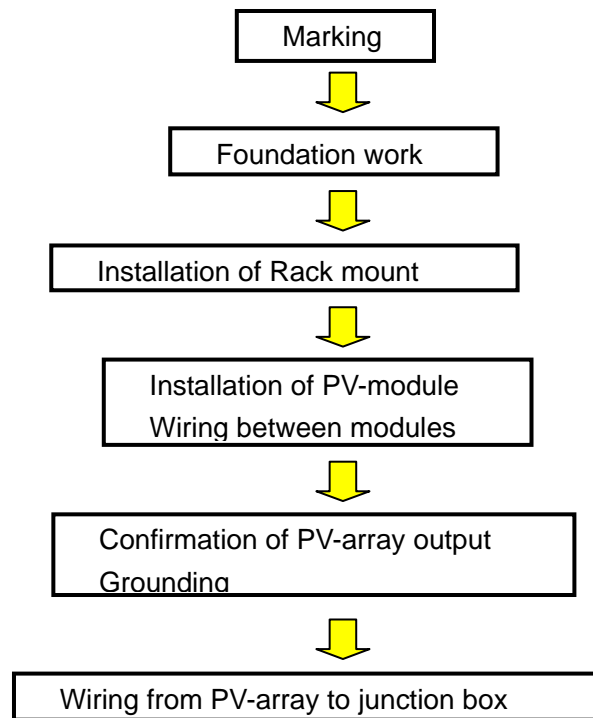 Marking
Foundation work
Installation of Rack mount
Installation of PV-module
Wiring between modules
Confirmation of PV-array output
Grounding
Wiring from PV-array to junction box